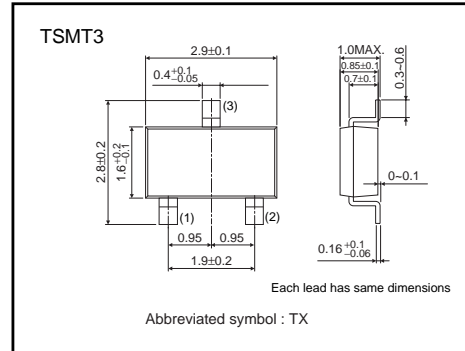 TSMT3
2.9±0.1
0.4 +0.1 −0.05
(3)
2.8±0.2
1.6 +0.2 −0.1
(1)
(2)
0.95
0.95
1.9±0.2
1.0MAX.
0.85±0.1
0.7±0.1
0.3~0.6
0~0.1
0.16 +0.1 −0.06
Each lead has same dimensions
Abbreviated symbol : TX